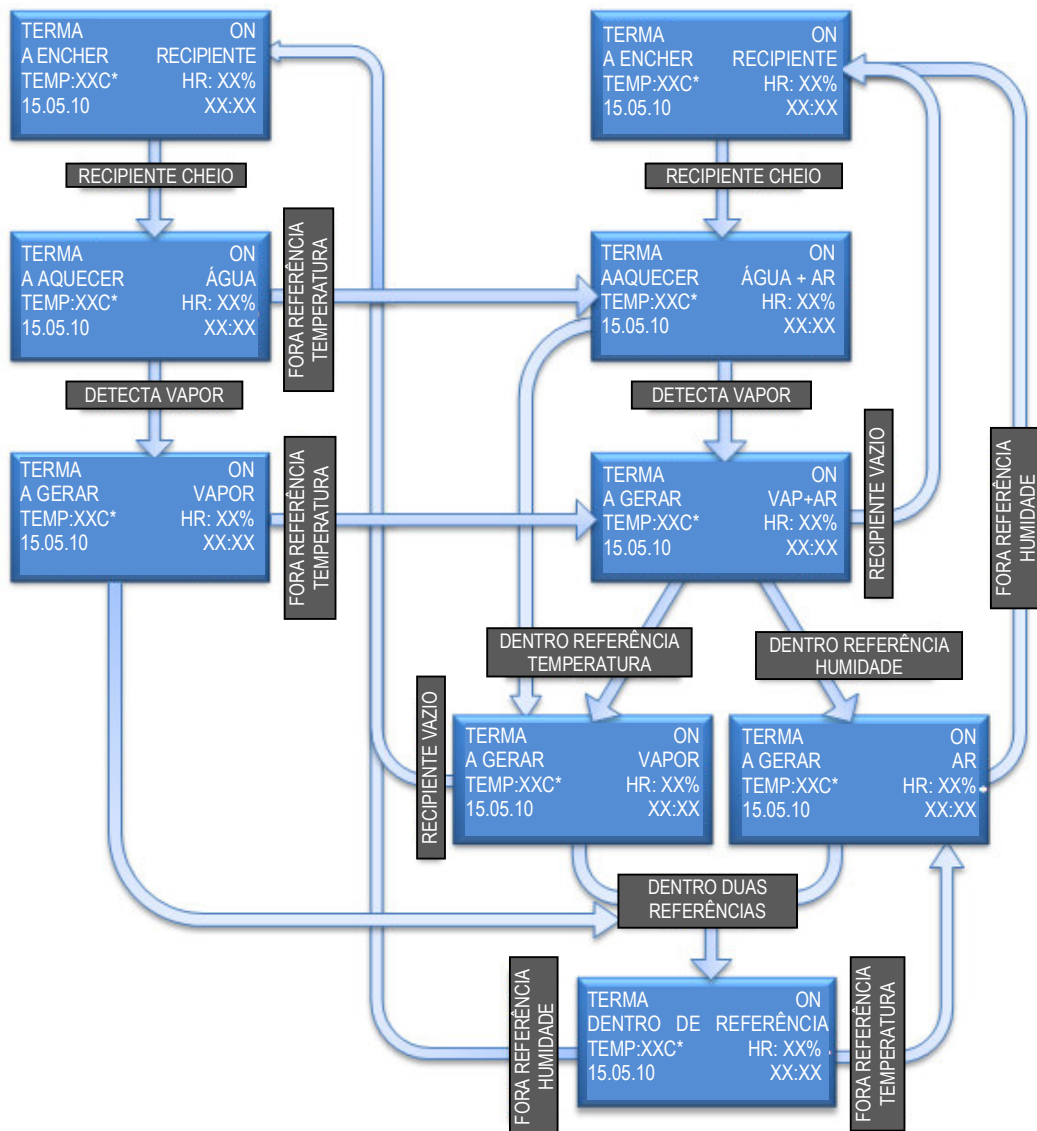 TERMA ON
A ENCHER RECIPIENTE
TEMP:XXC* HR: XX%
15.05.10 XX:XX
TERMA ON
A ENCHER RECIPIENTE
TEMP:XXC* HR: XX%
15.05.10 XX:XX
RECIPIENTE CHEIO
RECIPIENTE CHEIO
TERMA ON
A AQUECER ÁGUA
TEMP:XXC* HR: XX%
15.05.10 XX:XX
FORA REFERÊNCIA
TEMPERATURA
TERMA ON
AAQUECER ÁGUA + AR
TEMP:XXC* HR: XX%
15.05.10 XX:XX
DETECTA VAPOR
DETECTA VAPOR
TERMA ON
A GERAR VAPOR
TEMP:XXC* HR: XX%
15.05.10 XX:XX
FORA REFERÊNCIA
TEMPERATURA
TERMA ON
A GERAR VAP+AR
TEMP:XXC* HR: XX%
15.05.10 XX:XX
RECIPIENTE VAZIO
FORA REFERÊNCIA
HUMIDADE
DENTRO REFERÊNCIA
TEMPERATURA
DENTRO REFERÊNCIA
HUMIDADE
RECIPIENTE VAZIO
TERMA ON
A GERAR VAPOR
TEMP:XXC* HR: XX%
15.05.10 XX:XX
TERMA ON
A GERAR AR
TEMP:XXC* HR: XX%
15.05.10 XX:XX
DENTRO DUAS
REFERÊNCIAS
FORA REFERÊNCIA
HUMIDADE
TERMA ON
DENTRO DE REFERÊNCIA
TEMP:XXC* HR: XX%
15.05.10 XX:XX
FORA REFERÊNCIA
TEMPERATURA